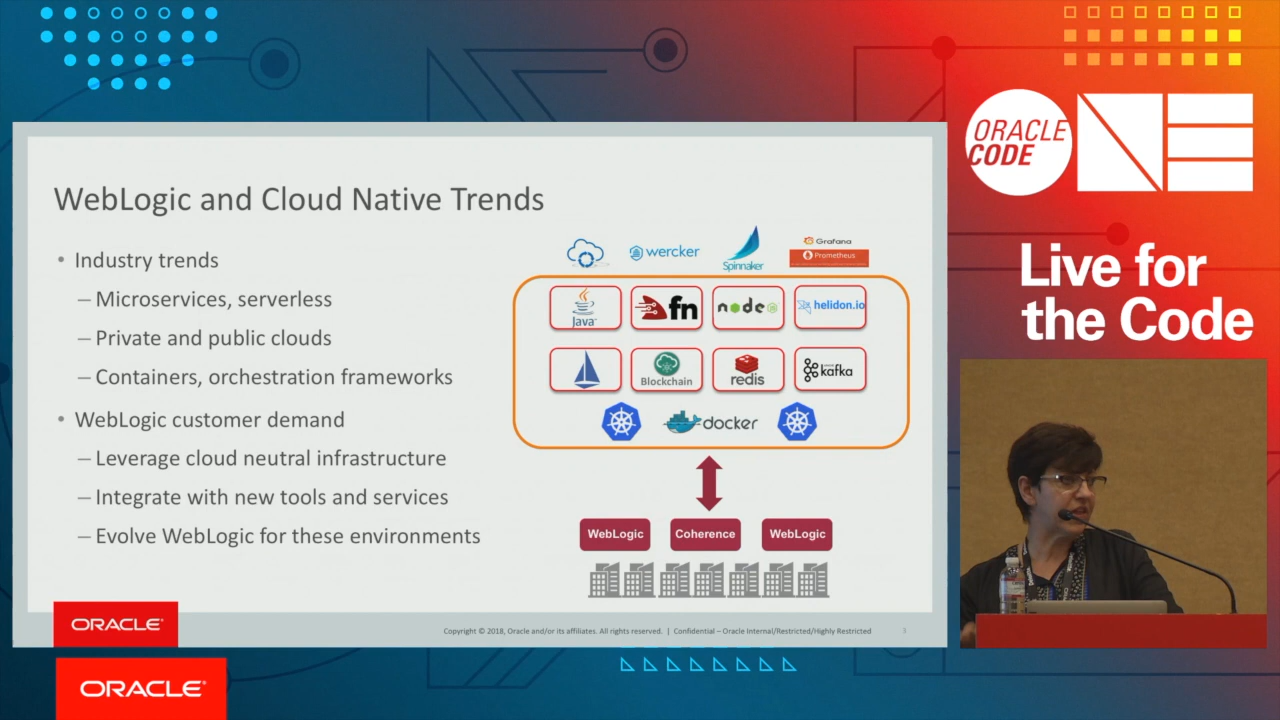 WebLogic and Cloud Native Trends
• Industry trends
– Microservices, serverless
– Private and public clouds
– Containers, orchestration frameworks
• WebLogic customer demand
– Leverage cloud neutral infrastructure
– Integrate with new tools and services
– Evolve WebLogic for these environments
wercker
Spinnaker
Grafana
Prometheus
Java
fn
node
helidon.io
Blockchain
redis
kafka
docker
WebLogic
Coherence
WebLogic
ORACLE
Copyright © 2018, Oracle and/or its affiliates. All rights reserved. | Confidential – Oracle Internal/Restricted/Highly Restricted
3
ORACLE
ORACLE
CODE
ONE
Live for
the Code